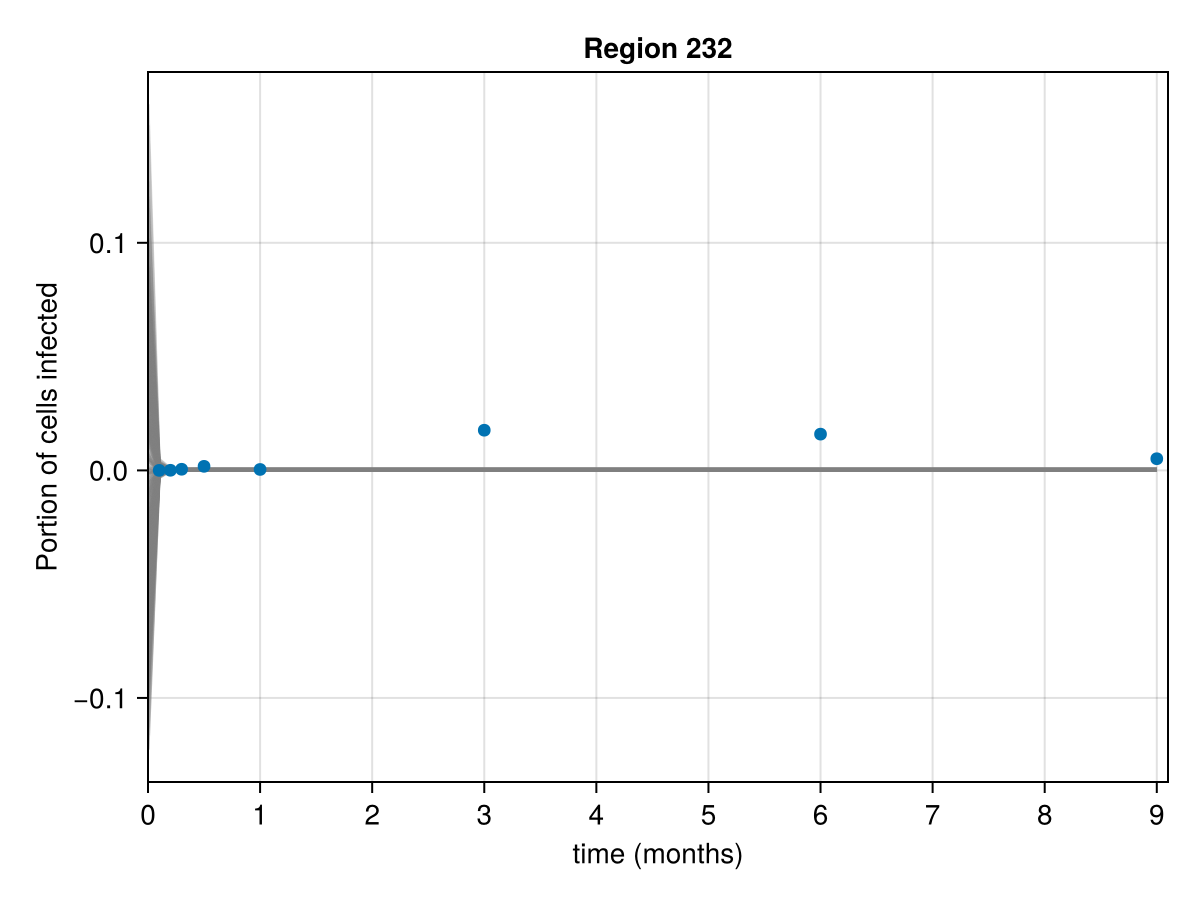 Region 232
Portion of cells infected
0.1
0.0
−0.1
0 1 2 3 4 5 6 7 8 9
time (months)